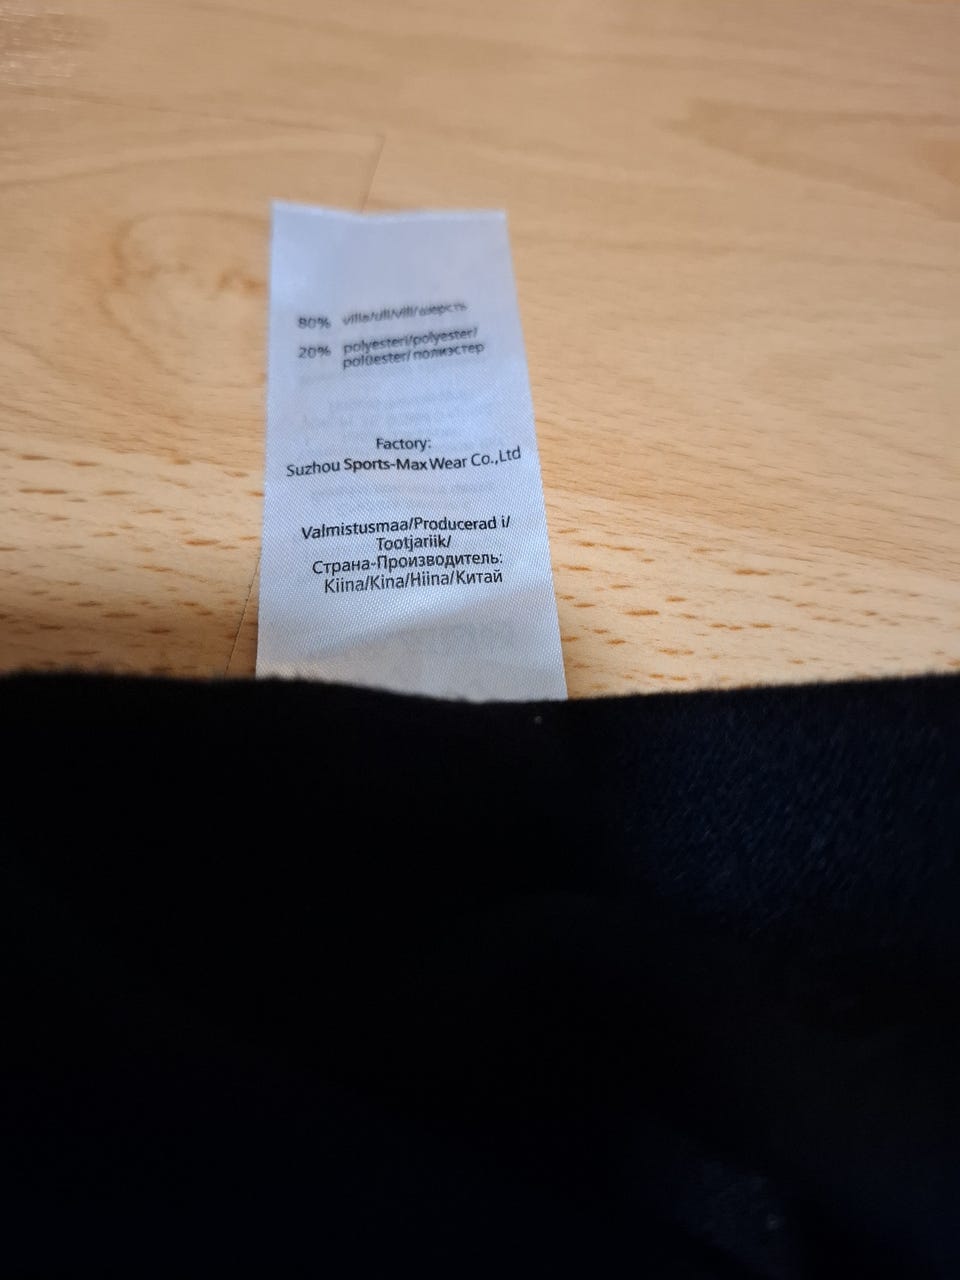 80% villa/ull/vill/шерсть
20% polyesteri/polyester/
polüester/полиэстер
Factory:
Suzhou Sports-Max Wear Co.,Ltd
Valmistusmaa/Producerad i/
Tootjariik/
Страна-Производитель:
Kiina/Kina/Hiina/Китай